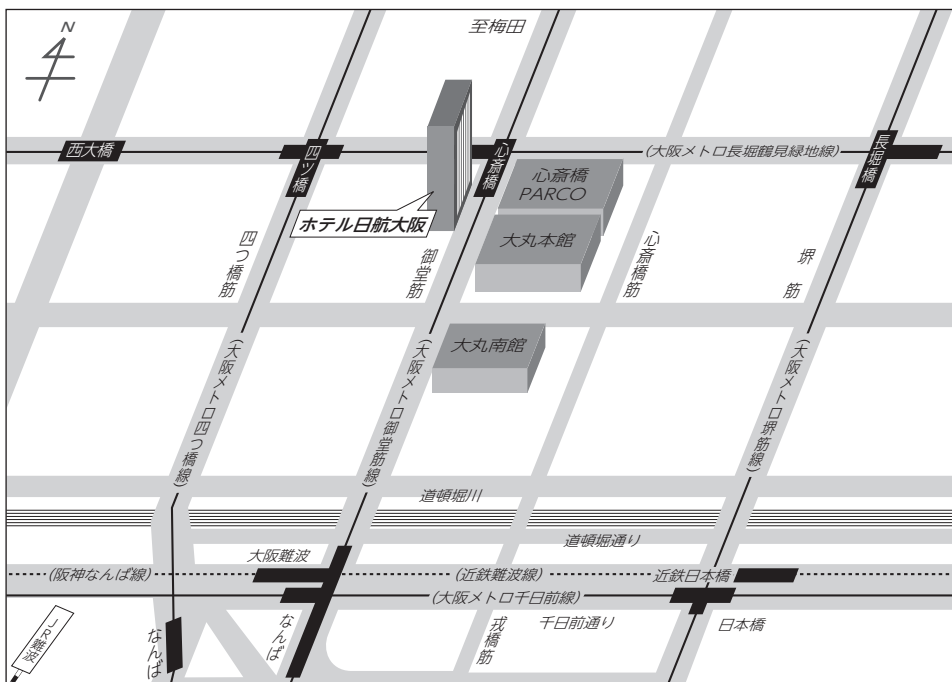 N
至梅田
西大橋
四ツ橋
心斎橋
(大阪メトロ長堀鶴見緑地線)
長堀橋
心斎橋
PARCO
ホテル日航大阪
大丸本館
四つ橋筋
御堂筋
心斎橋筋
堺筋
大丸南館
(大阪メトロ四つ橋線)
(大阪メトロ御堂筋線)
(大阪メトロ堺筋線)
道頓堀川
道頓堀通り
大阪難波
(阪神なんば線)
(近鉄難波線)
近鉄日本橋
(大阪メトロ千日前線)
なんば
なんば
戎橋筋
千日前通り
日本橋
JR難波